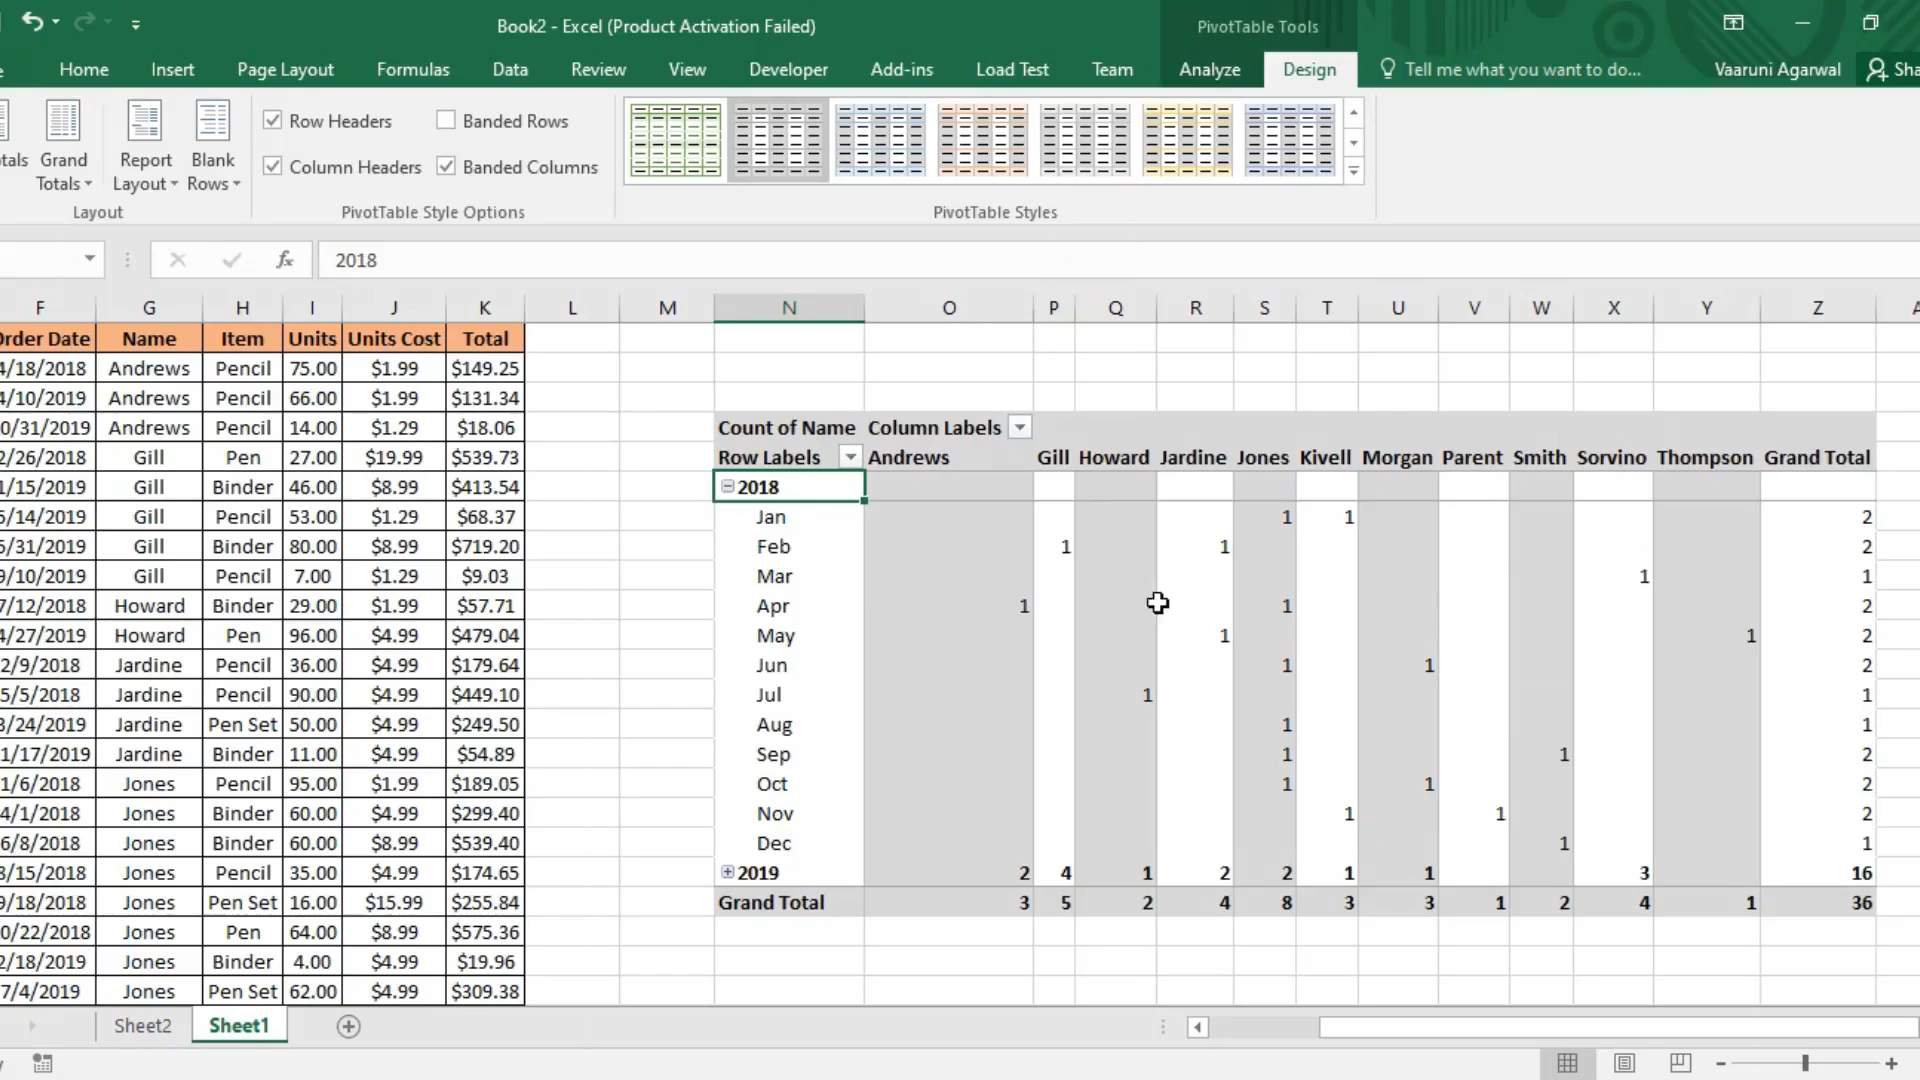 Book2 - Excel (Product Activation Failed)
PivotTable Tools
Home Insert Page Layout Formulas Data Review View Developer Add-ins Load Test Team Analyze Design Tell me what you want to do... Vaaruni Agarwal Sha
tals Grand Totals Report Layout Blank Rows
Row Headers Banded Rows
Column Headers Banded Columns
Layout PivotTable Style Options PivotTable Styles
fx 2018
F G H I J K L M N O P Q R S T U V W X Y Z
Order Date Name Item Units Units Cost Total
4/18/2018 Andrews Pencil 75.00 $1.99 $149.25
4/10/2019 Andrews Pencil 66.00 $1.99 $131.34
0/31/2019 Andrews Pencil 14.00 $1.29 $18.06 Count of Name Column Labels
2/26/2018 Gill Pen 27.00 $19.99 $539.73 Row Labels Andrews Gill Howard Jardine Jones Kivell Morgan Parent Smith Sorvino Thompson Grand Total
1/15/2019 Gill Binder 46.00 $8.99 $413.54 2018
5/14/2019 Gill Pencil 53.00 $1.29 $68.37 Jan 1 1 2
5/31/2019 Gill Binder 80.00 $8.99 $719.20 Feb 1 1 2
9/10/2019 Gill Pencil 7.00 $1.29 $9.03 Mar 1 1
7/12/2018 Howard Binder 29.00 $1.99 $57.71 Apr 1 1 2
4/27/2019 Howard Pen 96.00 $4.99 $479.04 May 1 1 2
2/9/2018 Jardine Pencil 36.00 $4.99 $179.64 Jun 1 1 2
5/5/2018 Jardine Pencil 90.00 $4.99 $449.10 Jul 1 1
3/24/2019 Jardine Pen Set 50.00 $4.99 $249.50 Aug 1 1
1/17/2019 Jardine Binder 11.00 $4.99 $54.89 Sep 1 1 2
1/6/2018 Jones Pencil 95.00 $1.99 $189.05 Oct 1 1 2
4/1/2018 Jones Binder 60.00 $4.99 $299.40 Nov 1 1 2
6/8/2018 Jones Binder 60.00 $8.99 $539.40 Dec 1 1
8/15/2018 Jones Pencil 35.00 $4.99 $174.65 2019 2 4 1 2 2 1 1 3 16
9/18/2018 Jones Pen Set 16.00 $15.99 $255.84 Grand Total 3 5 2 4 8 3 3 1 2 4 1 36
0/22/2018 Jones Pen 64.00 $8.99 $575.36
2/18/2019 Jones Binder 4.00 $4.99 $19.96
7/4/2019 Jones Pen Set 62.00 $4.99 $309.38
Sheet2 Sheet1